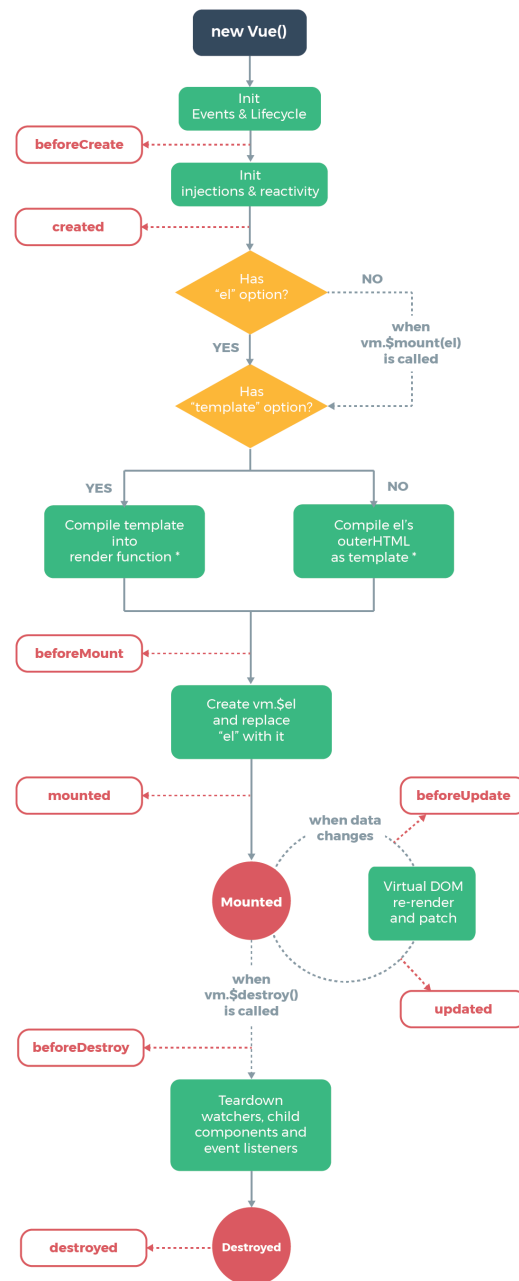 new Vue()
Init
Events & Lifecycle
beforeCreate
Init
injections & reactivity
created
Has
“el” option?
NO
when
vm.$mount(el)
is called
YES
Has
“template” option?
YES
NO
Compile template
into
render function *
Compile el’s
outerHTML
as template *
beforeMount
Create vm.$el
and replace
“el” with it
mounted
beforeUpdate
when data
changes
Mounted
Virtual DOM
re-render
and patch
when
vm.$destroy()
is called
updated
beforeDestroy
Teardown
watchers, child
components and
event listeners
destroyed
Destroyed